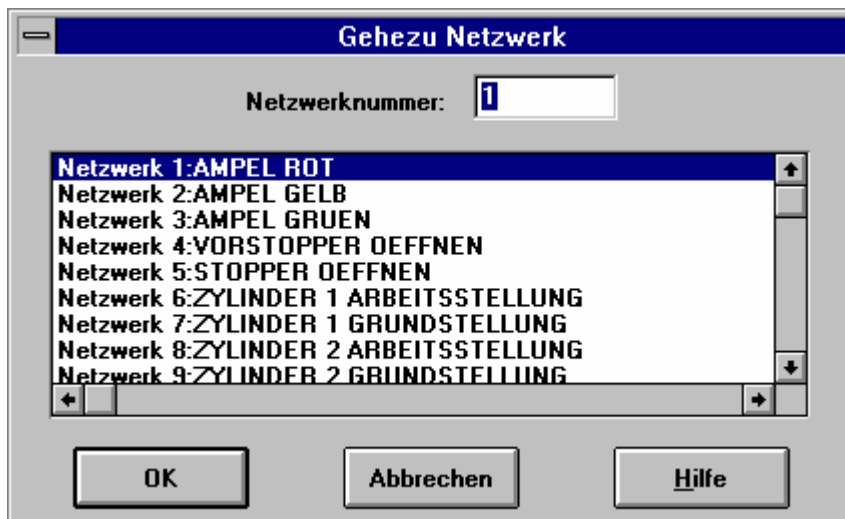 Gehezu Netzwerk
Netzwerknummer: 1
Netzwerk 1:AMPEL ROT
Netzwerk 2:AMPEL GELB
Netzwerk 3:AMPEL GRUEN
Netzwerk 4:VORSTOPPER OEFFNEN
Netzwerk 5:STOPPER OEFFNEN
Netzwerk 6:ZYLINDER 1 ARBEITSSTELLUNG
Netzwerk 7:ZYLINDER 1 GRUNDSTELLUNG
Netzwerk 8:ZYLINDER 2 ARBEITSSTELLUNG
Netzwerk 9:ZYLINDER 2 GRUNDSTELLUNG
OK Abbrechen Hilfe